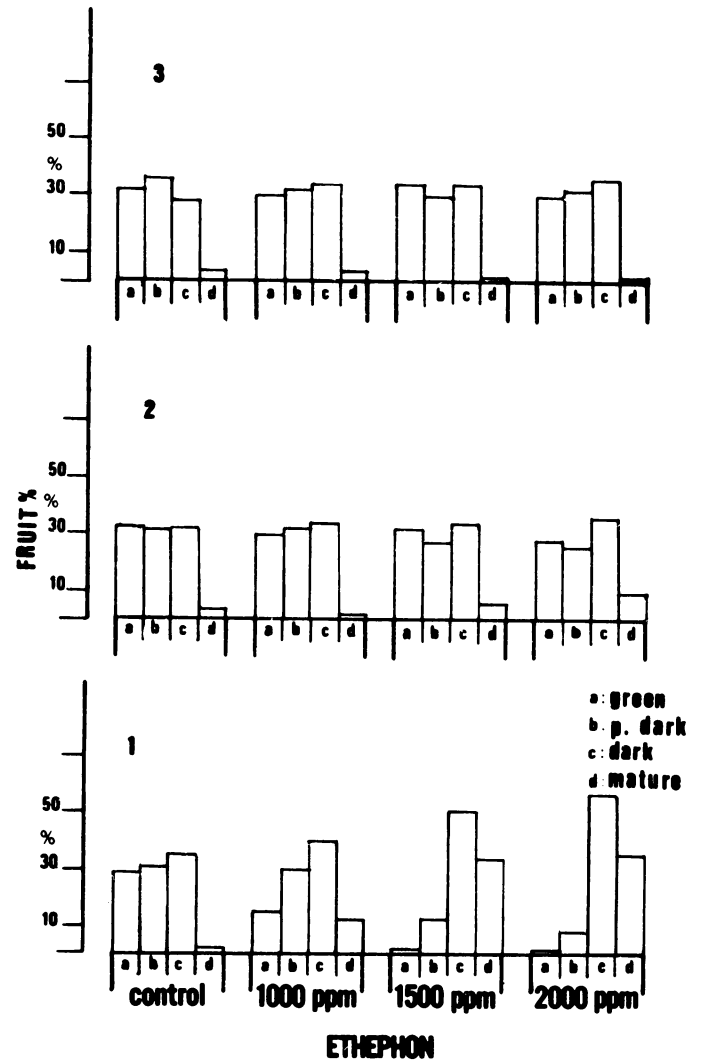 3
50
%
30
10
a b c d a b c d a b c d a b c d
2
50
%
30
10
FRUIT %
a b c d a b c d a b c d a b c d
a: green
b. p. dark
c: dark
d: mature
1
50
%
30
10
a b c d a b c d a b c d a b c d
control 1000 ppm 1500 ppm 2000 ppm
ETHEPHON